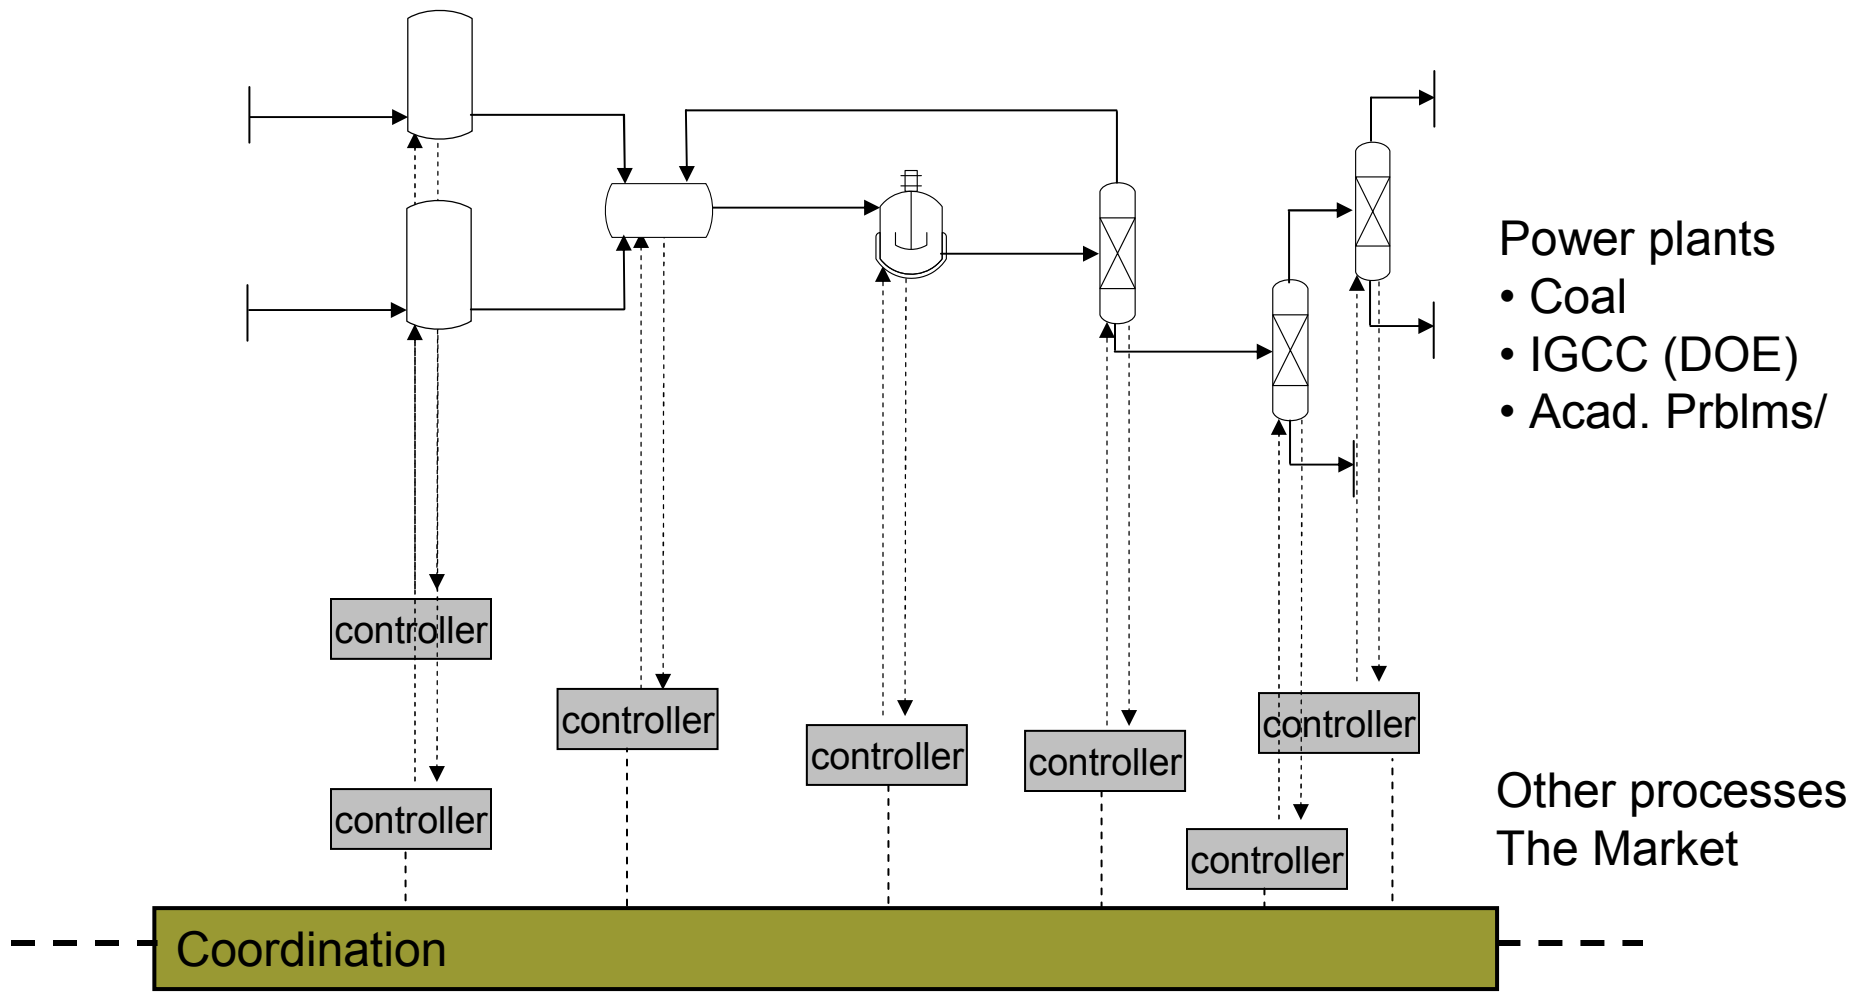 Power plants
• Coal
• IGCC (DOE)
• Acad. Prblms/
controller
controller
controller
controller
controller
controller
controller
Other processes
The Market
Coordination